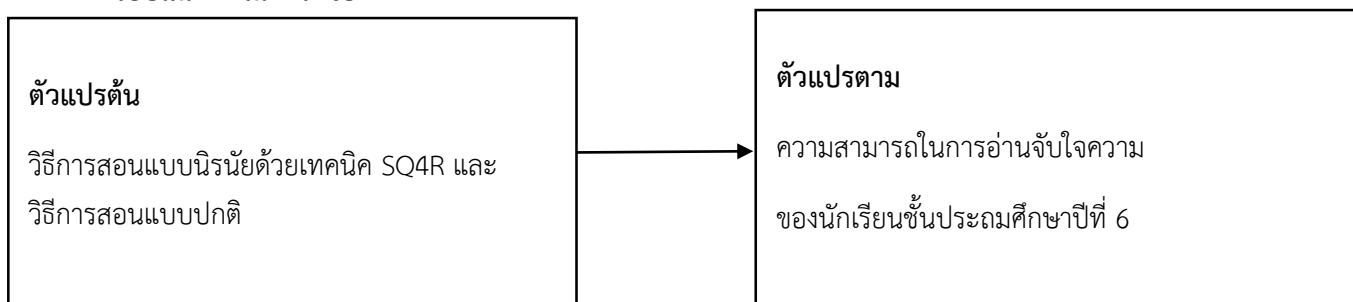 ตัวแปรต้น
วิธีการสอนแบบนิรนัยด้วยเทคนิค SQ4R และ
วิธีการสอนแบบปกติ
ตัวแปรตาม
ความสามารถในการอ่านจับใจความ
ของนักเรียนชั้นประถมศึกษาปีที่ 6